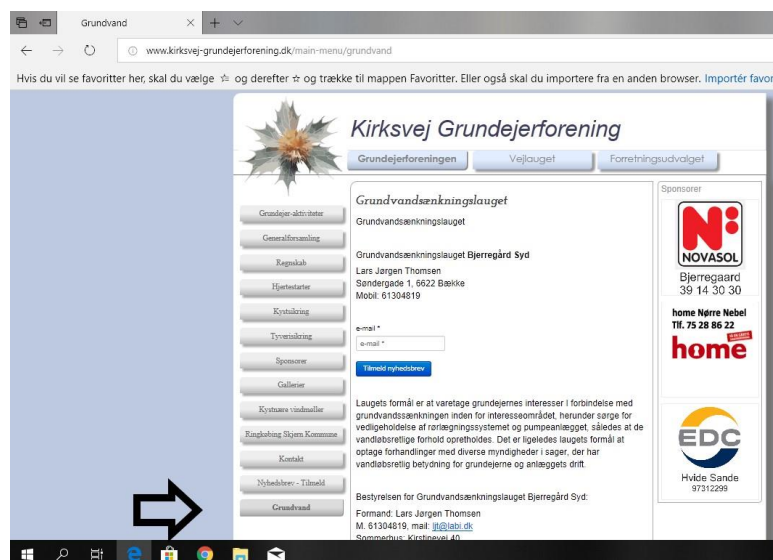 Grundvand
www.kirksvej-grundejerforening.dk/main-menu/grundvand
Hvis du vil se favoritter her, skal du vælge ☆ og derefter ☆ og trække til mappen Favoritter. Eller også skal du importere fra en anden browser. Importér favor
Kirksvej Grundejerforening
Grundejerforeningen
Vejlauget
Forretningsudvalget
Grundejer-aktiviteter
Generalforsamling
Regnskab
Hjertestarter
Kystsikring
Tyverisikring
Sponsorer
Gallerier
Kystnære vindmøller
Ringkøbing Skjern Kommune
Kontakt
Nyhedsbrev - Tilmeld
Grundvand
Grundvandsænkningslauget
Grundvandsænkningslauget
Grundvandsænkningslauget Bjerregård Syd
Lars Jørgen Thomsen
Søndergade 1, 6622 Bække
Mobil: 61304819
e-mail *
e-mail *
Tilmeld nyhedsbrev
Laugets formål er at varetage grundejernes interesser I forbindelse med
grundvandssænkningen inden for interesseområdet, herunder sørge for
vedligeholdelse af rørlægningssystemet og pumpeanlægget, således at de
vandløbsretlige forhold opretholdes. Det er ligeledes laugets formål at
optage forhandlinger med diverse myndigheder i sager, der har
vandløbsretlig betydning for grundejerne og anlæggets drift.
Bestyrelsen for Grundvandsænkningslauget Bjerregård Syd:
Formand: Lars Jørgen Thomsen
M. 61304819, mail: ljt@labi.dk
Sommerhus: Kirstinevej 40
Sponsorer
N:
NOVASOL
Bjerregaard
39 14 30 30
home Nørre Nebel
Tlf. 75 28 86 22
home
EDC
Hvide Sande
97312299